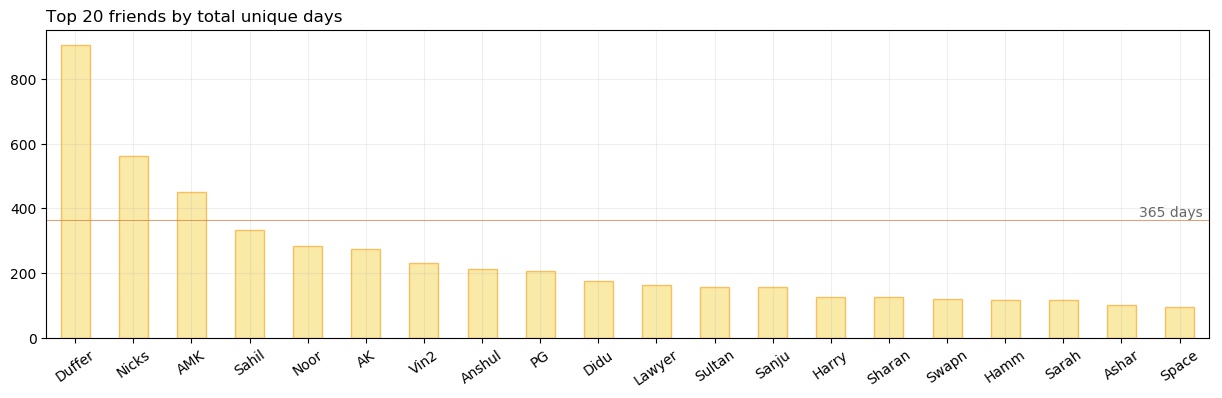 Top 20 friends by total unique days
800
600
400
200
0
365 days
Duffer Nicks AMK Sahil Noor AK Vin2 Anshul PG Didu Lawyer Sultan Sanju Harry Sharan Swapn Hamm Sarah Ashar Space